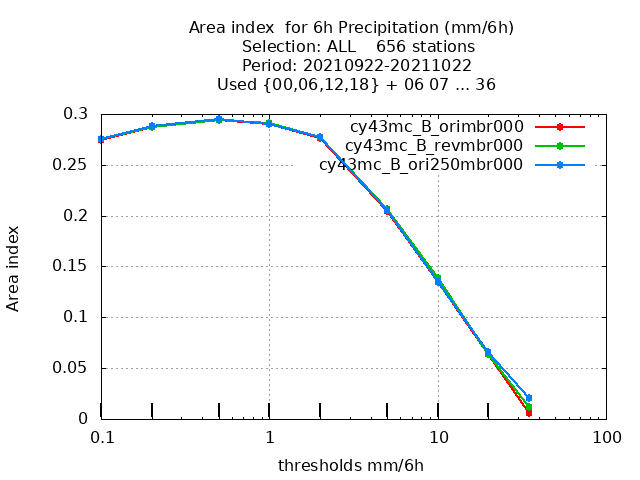 Area index  for 6h Precipitation (mm/6h)
Selection: ALL    656 stations
Period: 20210922-20211022
Used {00,06,12,18} + 06 07 ... 36
cy43mc_B_orimbr000
cy43mc_B_revmbr000
cy43mc_B_ori250mbr000
Area index
0.3
0.25
0.2
0.15
0.1
0.05
0
0.1 1 10 100
thresholds mm/6h